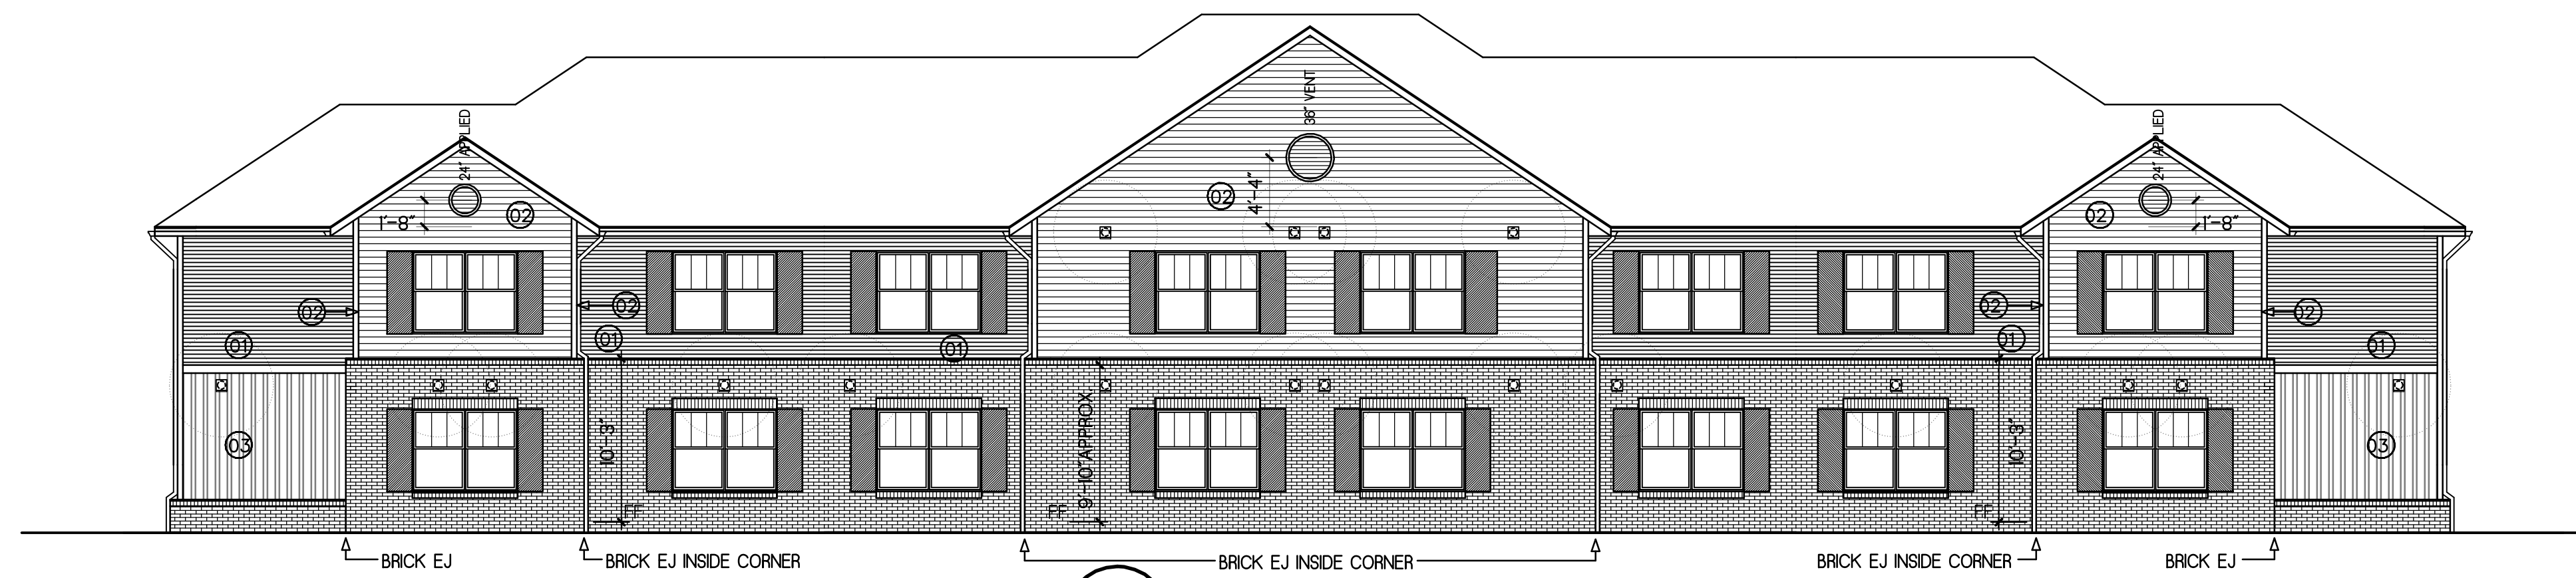 36" VENT
24" APPLIED
24" APPLIED
02
4'-4"
1'-8"
02
02
1'-8"
02
02
02
02
01
01
01
01
01
03
10'-3"
9'-10"APPROX.
10'-3"
03
FF
FF
FF
BRICK EJ
BRICK EJ INSIDE CORNER
BRICK EJ INSIDE CORNER
BRICK EJ INSIDE CORNER
BRICK EJ